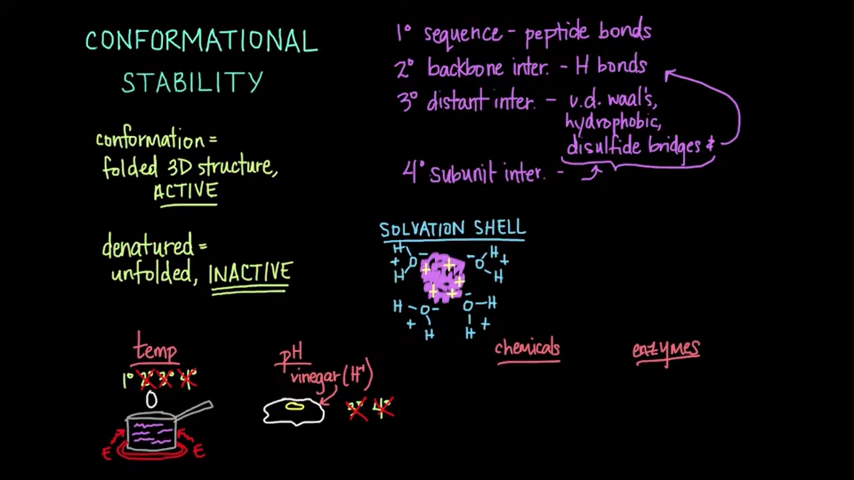 CONFORMATIONAL
STABILITY
conformation =
folded 3D structure,
ACTIVE
denatured =
unfolded, INACTIVE
1° sequence - peptide bonds
2° backbone inter. - H bonds
3° distant inter. - v.d. waal's,
hydrophobic,
disulfide bridges &
4° subunit inter. -
SOLVATION SHELL
H O - - O H
+ + + +
H + H
+ +
H - O - - O - H
+ H H +
temp
1° 2° 3° 4°
E E
pH
vinegar (H+)
3° 4°
chemicals
enzymes